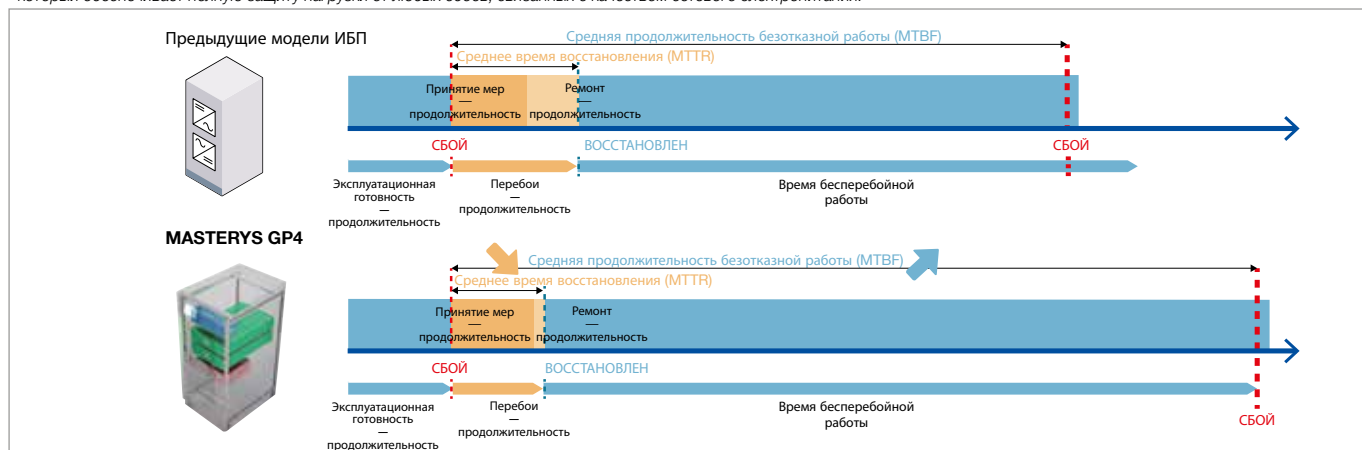 Предыдущие модели ИБП
Средняя продолжительность безотказной работы (MTBF)
Среднее время восстановления (MTTR)
Принятие мер
—
продолжительность
Ремонт
—
продолжительность
СБОЙ
ВОССТАНОВЛЕН
СБОЙ
Эксплуатационная
готовность
—
продолжительность
Перебои
—
продолжительность
Время бесперебойной
работы
MASTERYS GP4
Средняя продолжительность безотказной работы (MTBF)
Среднее время восстановления (MTTR)
Принятие мер
—
продолжительность
Ремонт
—
продолжительность
СБОЙ
ВОССТАНОВЛЕН
Эксплуатационная
готовность
—
продолжительность
Перебои
—
продолжительность
Время бесперебойной
работы
СБОЙ